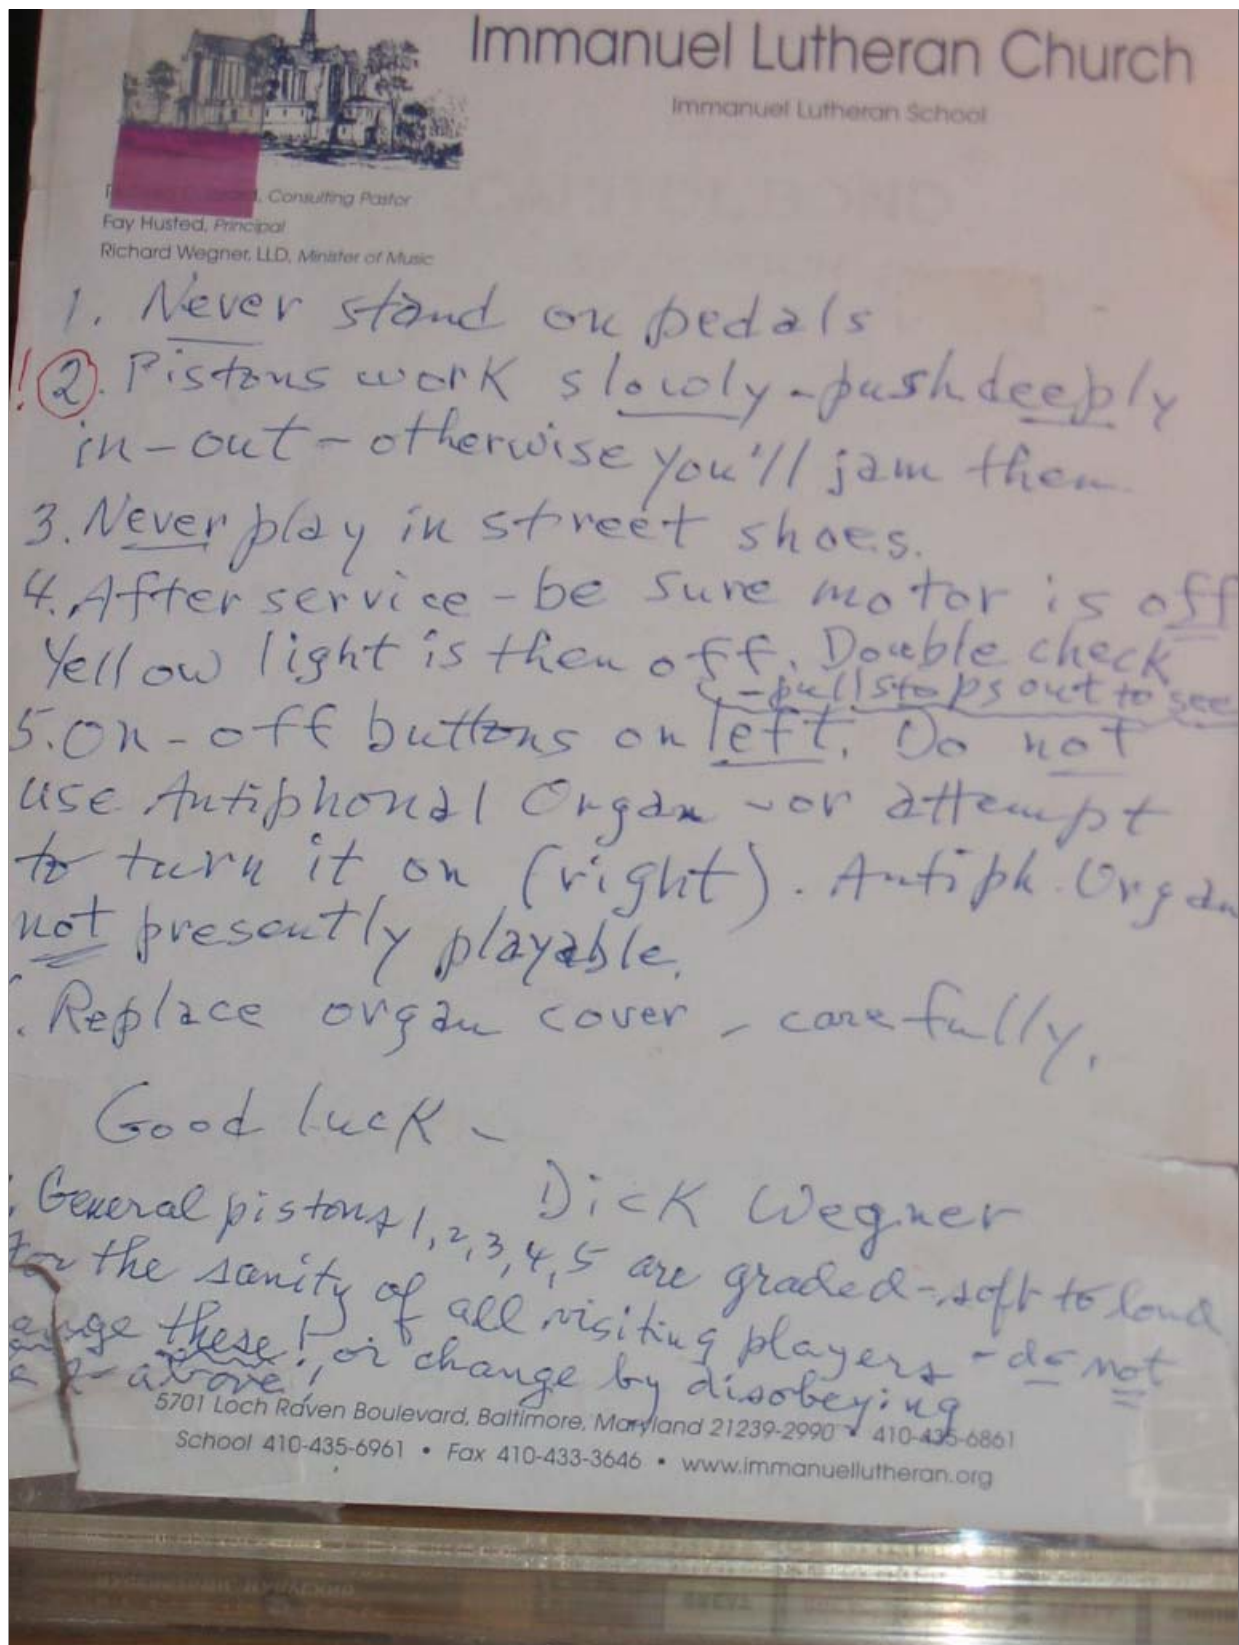 Immanuel Lutheran Church
Immanuel Lutheran School
Consulting Pastor
Fay Husted, Principal
Richard Wegner, LLD, Minister of Music
1. Never stand on pedals
! 2. Pistons work slowly - push deeply
in - out - otherwise you'll jam them
3. Never play in street shoes.
4. After service - be sure motor is off
Yellow light is then off. Double check
- pull stops out to see
5. On - off buttons on left. Do not
use Antiphonal Organ - or attempt
to turn it on (right). Antiph. Organ
not presently playable.
. Replace organ cover - carefully.
Good luck -
Dick Wegner
. General pistons 1, 2, 3, 4, 5 are graded - soft to loud
For the sanity of all visiting players - do not
these! or change by disobeying
2 - above!
5701 Loch Raven Boulevard, Baltimore, Maryland 21239-2990 • 410-435-6861
School 410-435-6961 • Fax 410-433-3646 • www.immanuellutheran.org